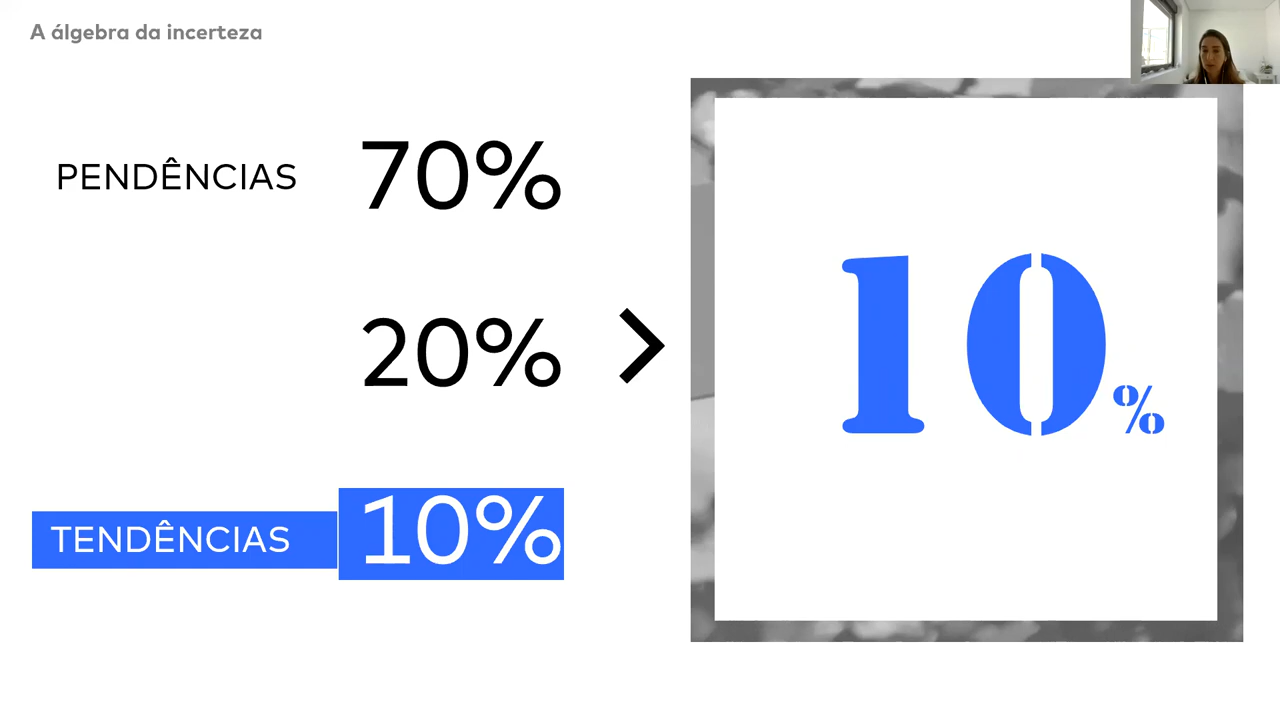 A álgebra da incerteza
PENDÊNCIAS 70%
20% >
TENDÊNCIAS 10%
10%